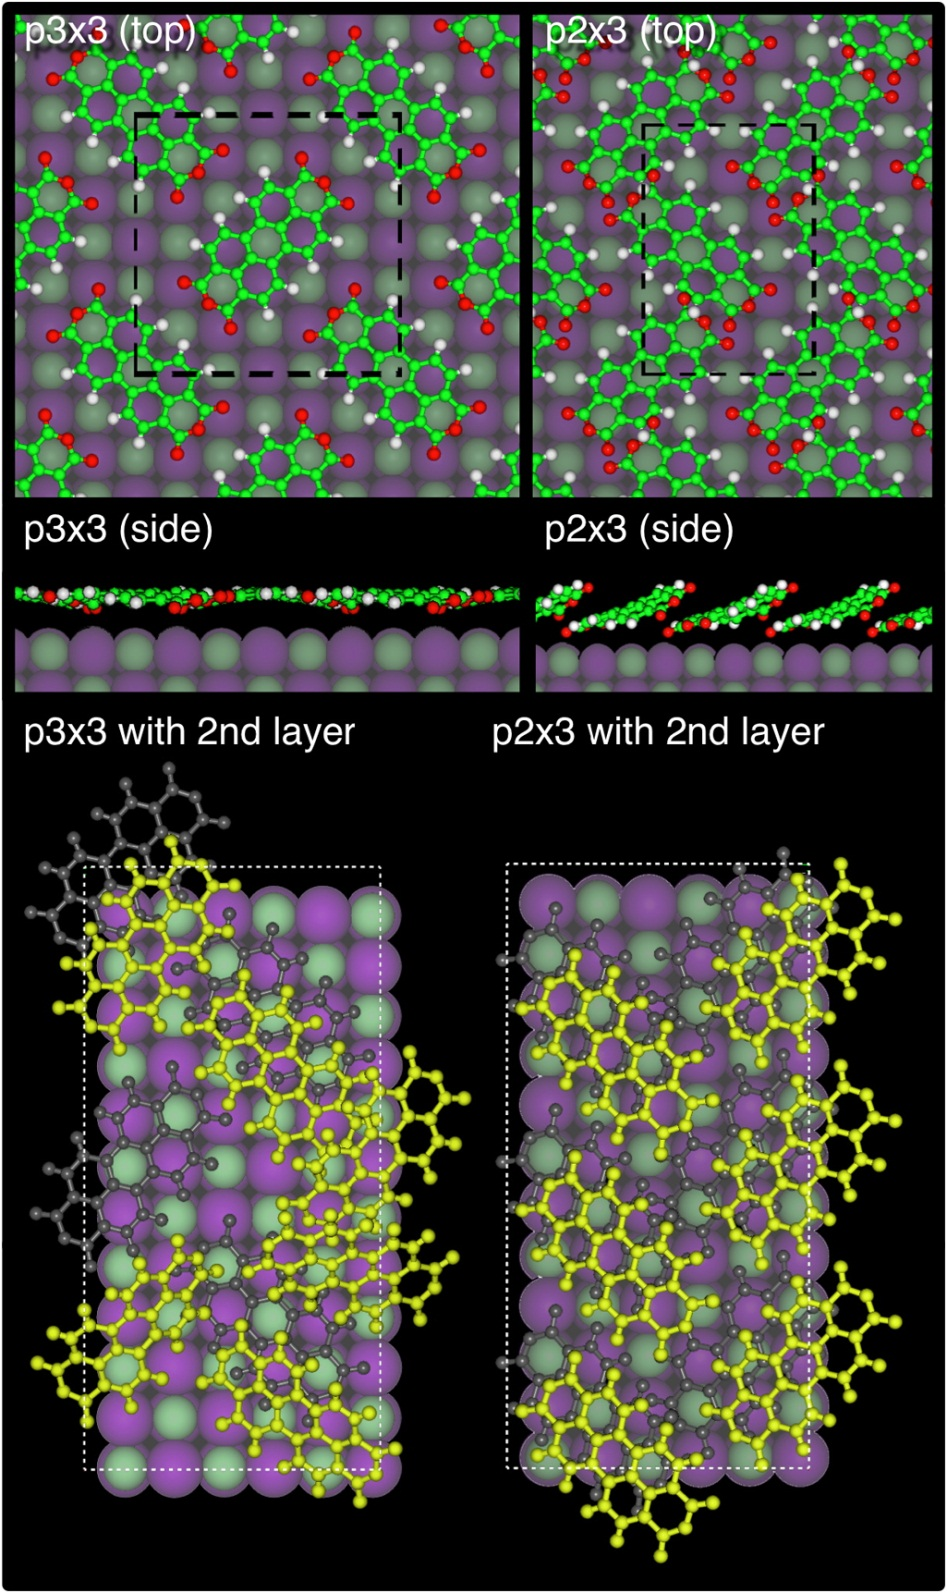 p3x3 (top)
p2x3 (top)
p3x3 (side)
p2x3 (side)
p3x3 with 2nd layer
p2x3 with 2nd layer